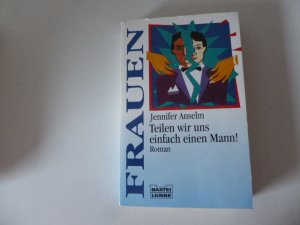 FRAUEN
Jennifer Anselm
Teilen wir uns
einfach einen Mann!
Roman
BASTEI
LÜBBE